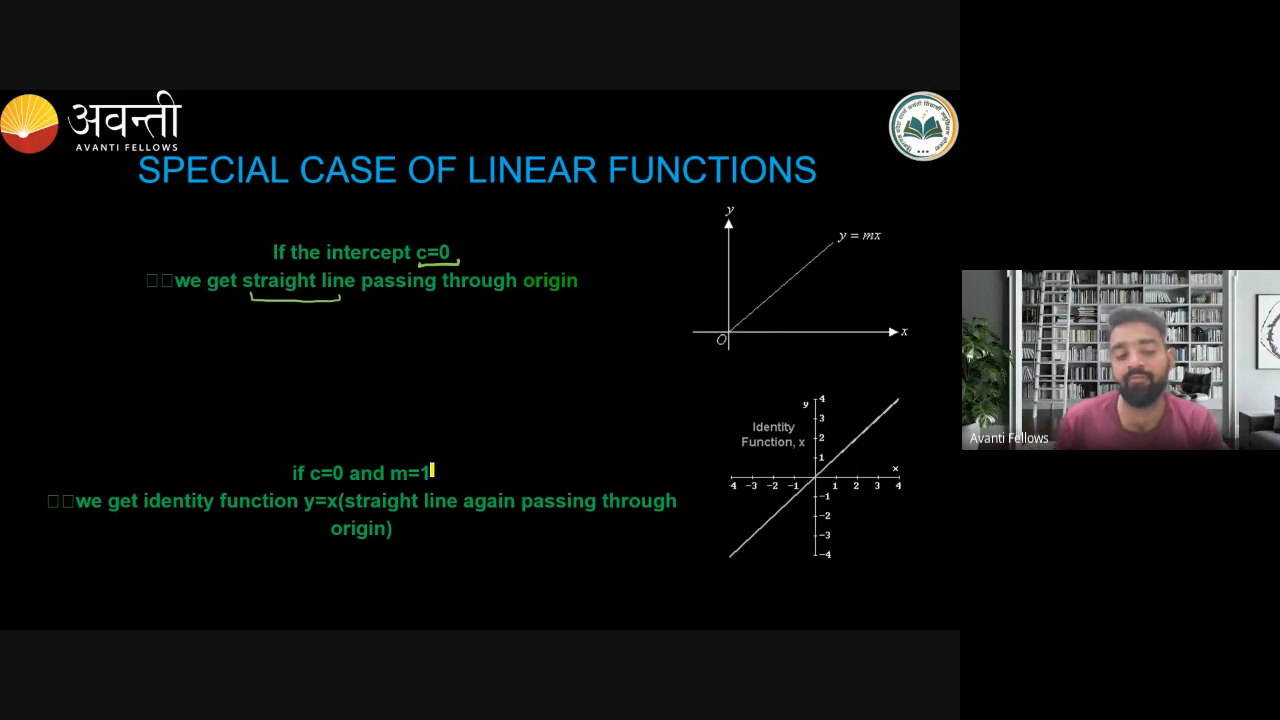 अवन्ती
AVANTI FELLOWS
SPECIAL CASE OF LINEAR FUNCTIONS
If the intercept c=0
we get straight line passing through origin
y
y = mx
O
x
if c=0 and m=1
we get identity function y=x(straight line again passing through
origin)
Identity
Function, x
y
4
3
2
1
x
4 −3 −2 −1 1 2 3 4
−1
−2
−3
−4
Avanti Fellows